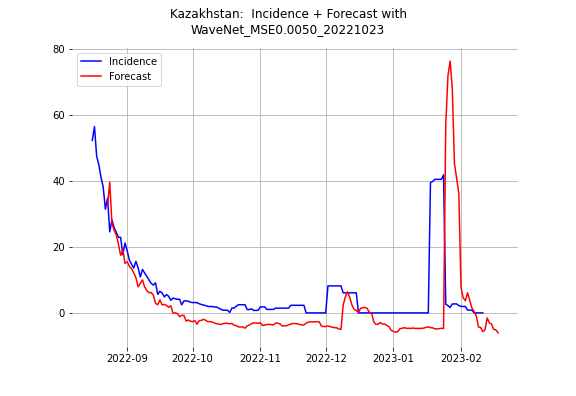 Kazakhstan:  Incidence + Forecast with
WaveNet_MSE0.0050_20221023
Incidence
Forecast
80
60
40
20
0
2022-09 2022-10 2022-11 2022-12 2023-01 2023-02